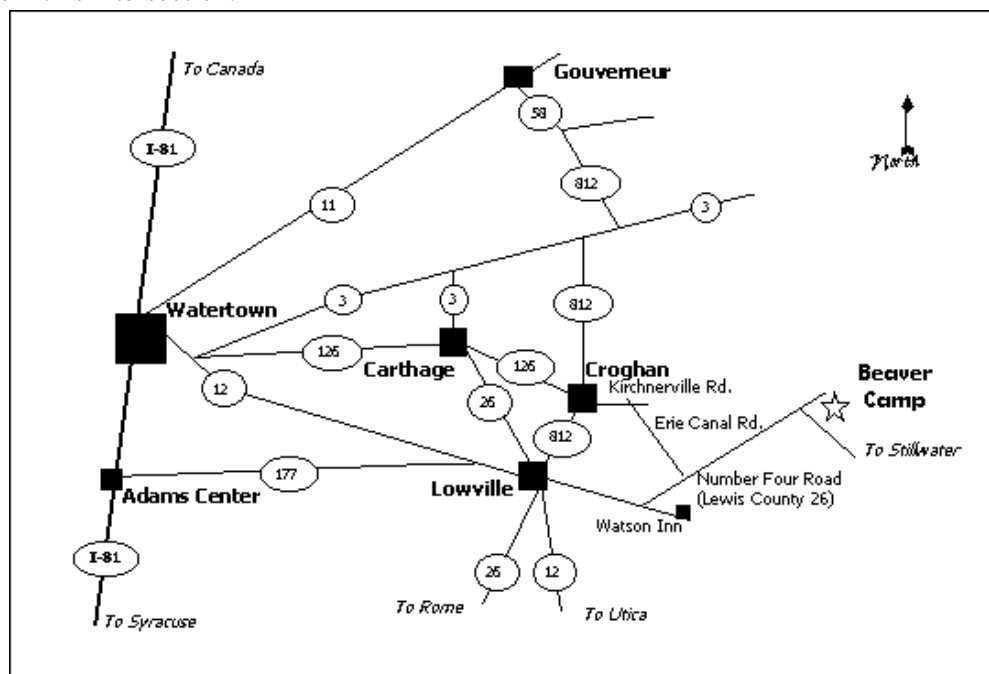 To Canada
Gouverneur
58
I-81
North
812
11
3
3
3
812
Watertown
126
Carthage
126
Croghan
Kirchnerville Rd.
Beaver
Camp
12
26
Erie Canal Rd.
812
To Stillwater
177
Adams Center
Lowville
Number Four Road
(Lewis County 26)
Watson Inn
I-81
26
12
To Rome
To Utica
To Syracuse